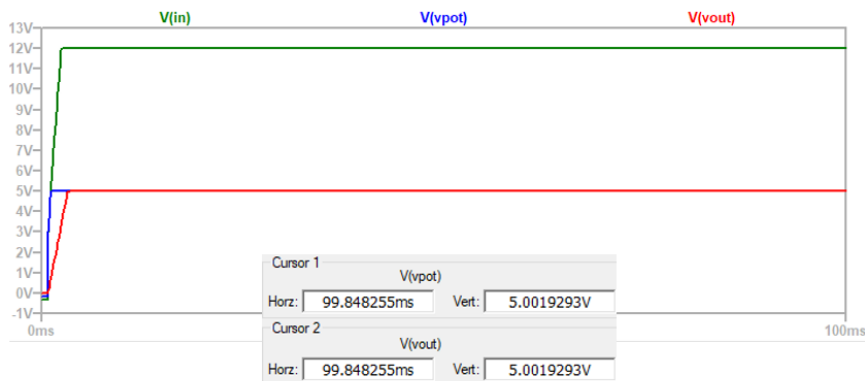 V(in) V(vpot) V(vout)
13V
12V
11V
10V
9V
8V
7V
6V
5V
4V
3V
2V
1V
0V
-1V
0ms 100ms
Cursor 1
V(vpot)
Horz: 99.848255ms Vert: 5.0019293V
Cursor 2
V(vout)
Horz: 99.848255ms Vert: 5.0019293V